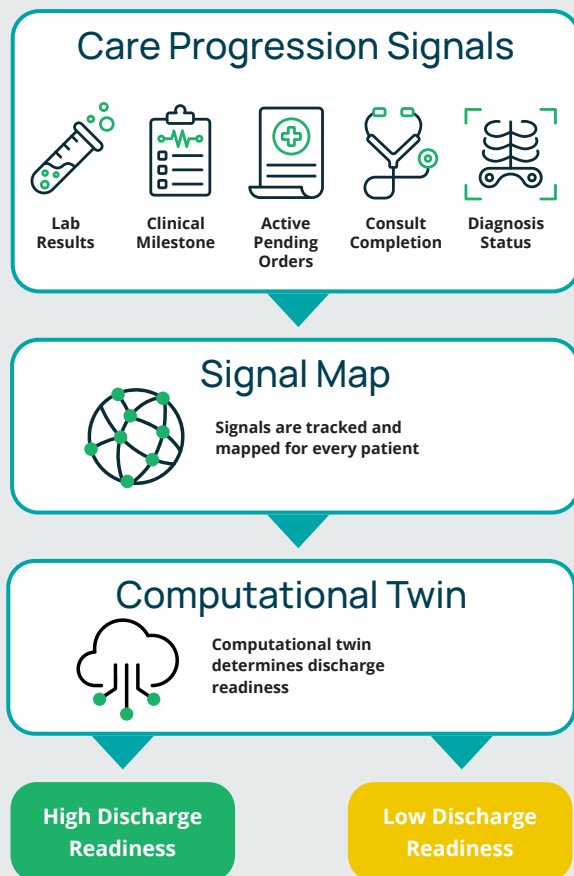 Care Progression Signals
Lab
Results
Clinical
Milestone
Active
Pending
Orders
Consult
Completion
Diagnosis
Status
Signal Map
Signals are tracked and
mapped for every patient
Computational Twin
Computational twin
determines discharge
readiness
High Discharge
Readiness
Low Discharge
Readiness